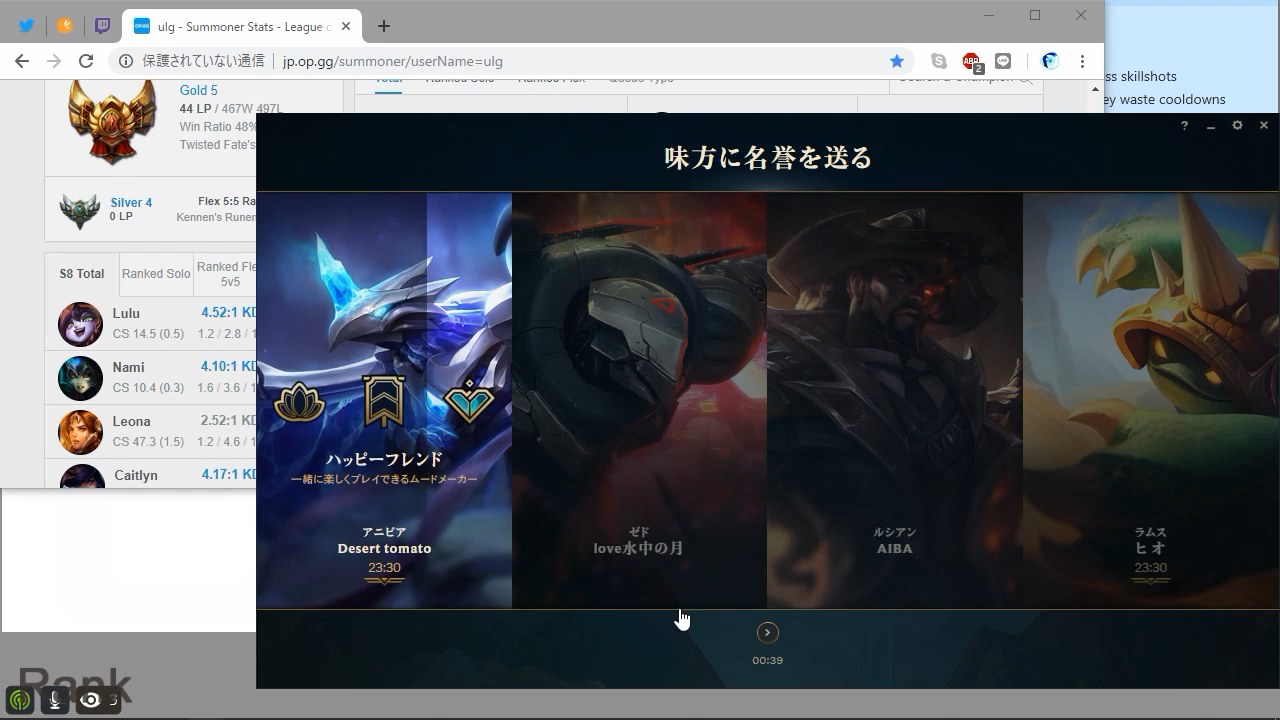 ulg - Summoner Stats - League o
保護されていない通信
jp.op.gg/summoner/userName=ulg
ABP
2
ss skillshots
ey waste cooldowns
Gold 5
44 LP / 467W 497L
Win Ratio 48%
Twisted Fate's
Silver 4
0 LP
Flex 5:5 Ra
Kennen's Runen
S8 Total
Ranked Solo
Ranked Fle
5v5
Lulu
4.52:1 KD
CS 14.5 (0.5)
1.2 / 2.8 / 1
Nami
4.10:1 KD
CS 10.4 (0.3)
1.6 / 3.6 / 1
Leona
2.52:1 KD
CS 47.3 (1.5)
1.2 / 4.6 / 1
Caitlyn
4.17:1 KD
味方に名誉を送る
ハッピーフレンド
一緒に楽しくプレイできるムードメーカー
アニビア
Desert tomato
23:30
ゼド
love水中の月
ルシアン
AIBA
ラムス
ヒオ
23:30
00:39
Rank
3